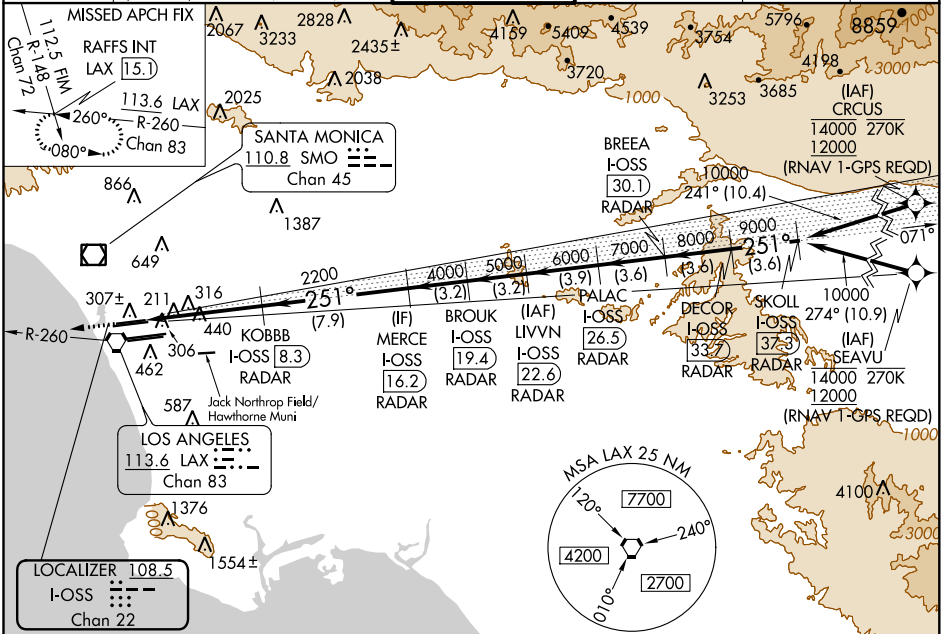 MISSED APCH FIX
112.5 FIM
R-148
Chan 72
RAFFS INT
LAX 15.1
113.6 LAX
260°
R-260
Chan 83
080°
2067
3233
2828
2435±
2038
2025
4159
5409
4539
3720
3754
5796
8859
4198
3000
3253
3685
1000
SANTA MONICA
110.8 SMO
Chan 45
BREEA
I-OSS
30.1
RADAR
(IAF)
CRCUS
14000 270K
12000
(RNAV 1-GPS REQD)
10000
241° (10.4)
866
1387
649
071°
2200
251°
(7.9)
4000
(3.2)
5000
(3.2)
6000
(3.9)
7000
(3.6)
8000
(3.6)
9000
251°
(3.6)
10000
274° (10.9)
307±
211
316
440
306
462
R-260
KOBBB
I-OSS 8.3
RADAR
(IF)
MERCE
I-OSS
16.2
RADAR
BROUK
I-OSS
19.4
RADAR
(IAF)
LIVVN
I-OSS
22.6
RADAR
PALAC
I-OSS
26.5
RADAR
DECOR
I-OSS
33.7
RADAR
SKOLL
I-OSS
37.3
RADAR
(IAF)
SEAVU
14000 270K
12000
(RNAV 1-GPS REQD)
Jack Northrop Field/
Hawthorne Muni
587
LOS ANGELES
113.6 LAX
Chan 83
1000
4100
3000
1376
1554±
MSA LAX 25 NM
120°
7700
240°
4200
2700
010°
LOCALIZER 108.5
I-OSS
Chan 22